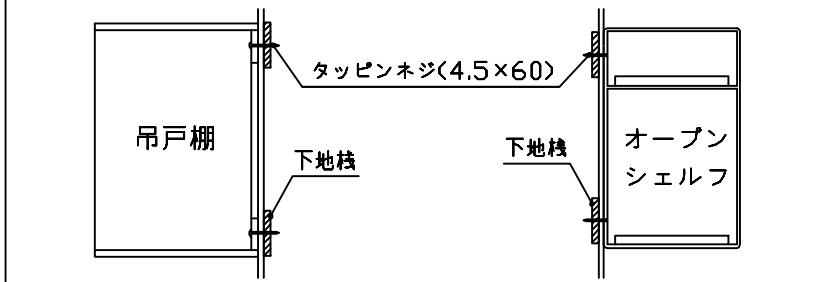 タッピンネジ(4.5×60)
吊戸棚
下地桟
下地桟
オープン
シェルフ